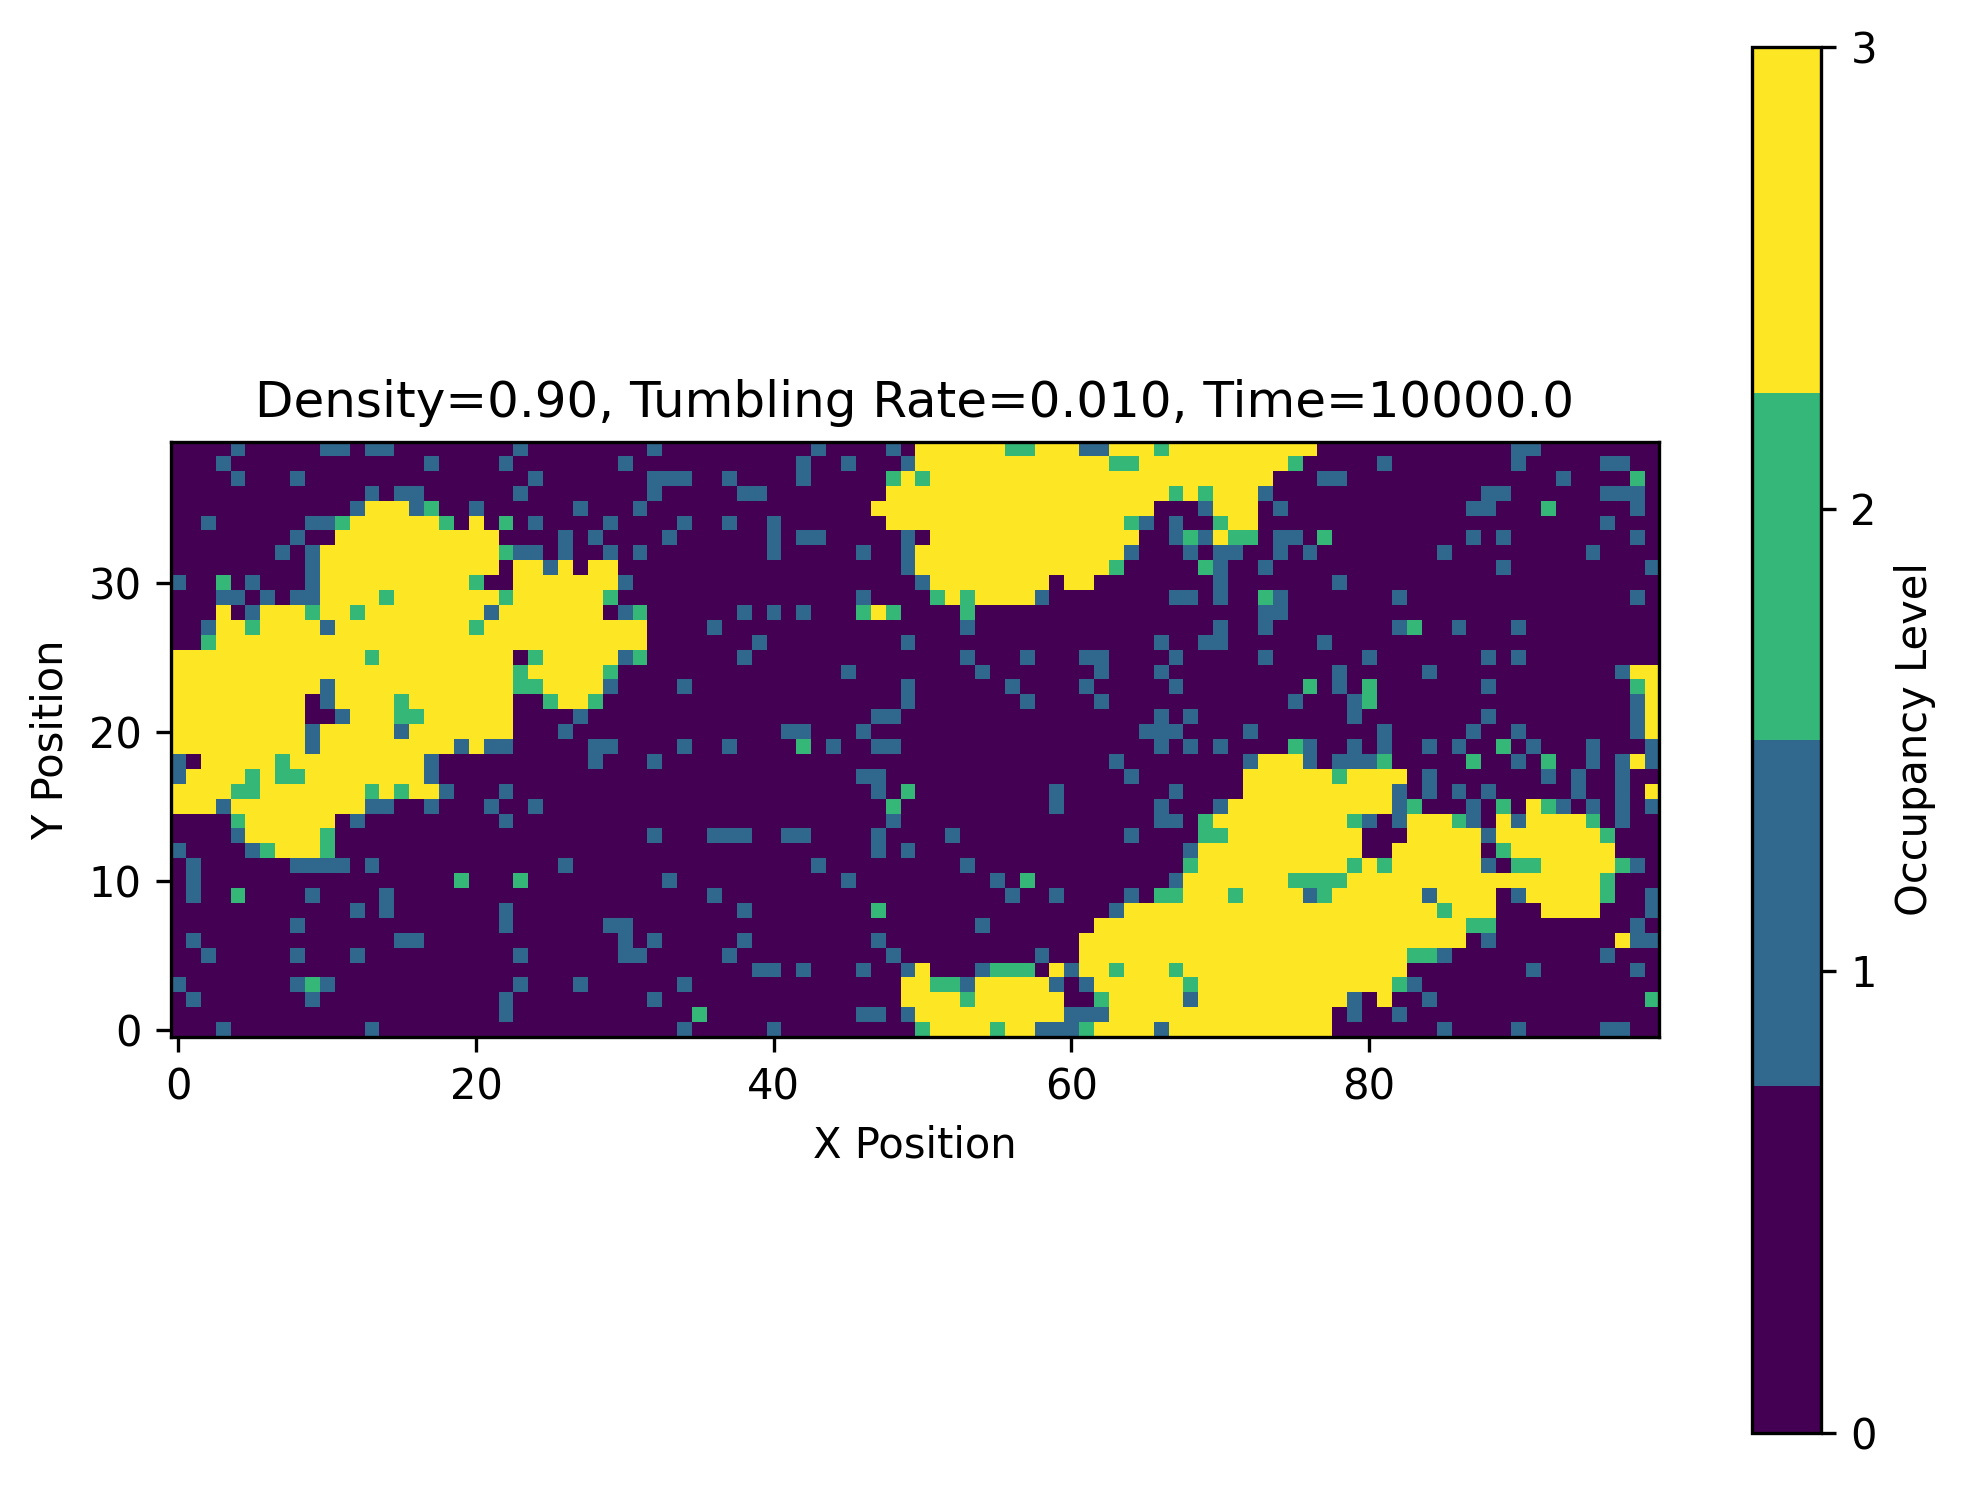 Density=0.90, Tumbling Rate=0.010, Time=10000.0
3
2
1
0
Occupancy Level
30
20
10
0
Y Position
0 20 40 60 80
X Position